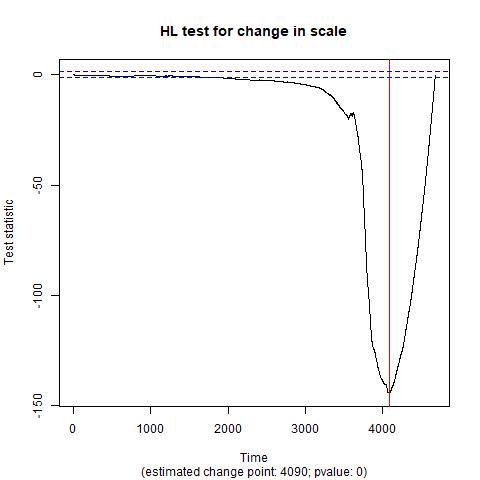 HL test for change in scale
0
-50
-100
-150
Test statistic
0 1000 2000 3000 4000
Time
(estimated change point: 4090; pvalue: 0)